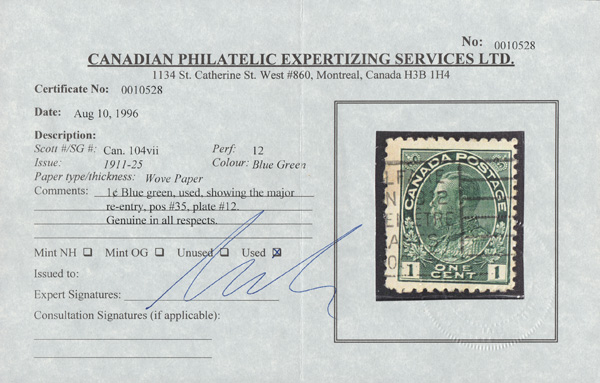 No: 0010528
CANADIAN PHILATELIC EXPERTIZING SERVICES LTD.
1134 St. Catherine St. West #860, Montreal, Canada H3B 1H4
Certificate No: 0010528
Date: Aug 10, 1996
Description:
Scott #/SG #: Can. 104vii Perf: 12
Issue: 1911-25 Colour: Blue Green
Paper type/thickness: Wove Paper
Comments: 1¢ Blue green, used, showing the major
re-entry, pos #35, plate #12.
Genuine in all respects.
Mint NH ☐ Mint OG ☐ Unused ☐ Used ☒
Issued to:
Expert Signatures:
Consultation Signatures (if applicable):
CANADA POSTAGE
1 ONE CENT 1